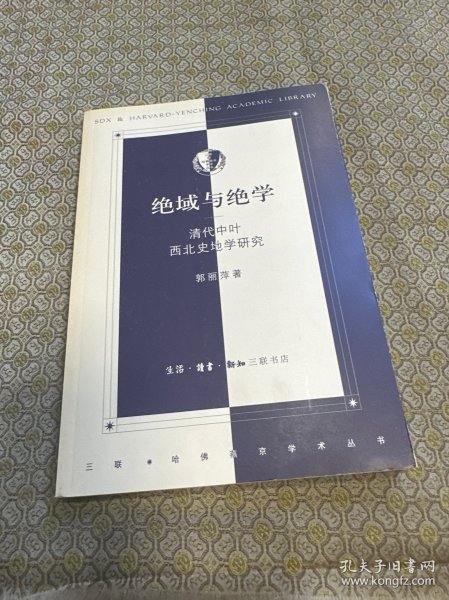 SDX & HARVARD-YENCHING ACADEMIC LIBRARY
绝域与绝学
清代中叶
西北史地学研究
郭丽萍著
生活·读书·新知三联书店
三联·哈佛燕京学术丛书
孔夫子旧书网
www.kongfz.com